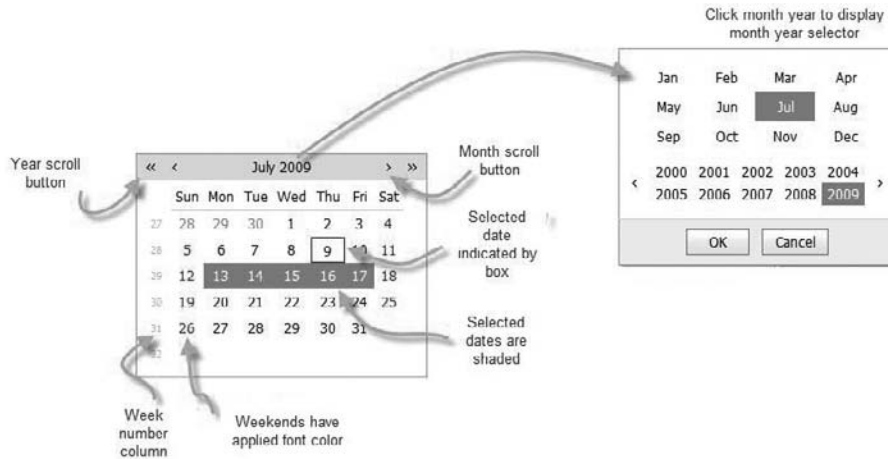 Click month year to display
month year selector
Jan Feb Mar Apr
May Jun Jul Aug
Sep Oct Nov Dec
‹ 2000 2001 2002 2003 2004 ›
2005 2006 2007 2008 2009
OK Cancel
Year scroll
button
« ‹ July 2009 › »
Sun Mon Tue Wed Thu Fri Sat
27 28 29 30 1 2 3 4
28 5 6 7 8 9 10 11
29 12 13 14 15 16 17 18
30 19 20 21 22 23 24 25
31 26 27 28 29 30 31
32
Month scroll
button
Selected
date
indicated by
box
Selected
dates are
shaded
Week
number
column
Weekends have
applied font color